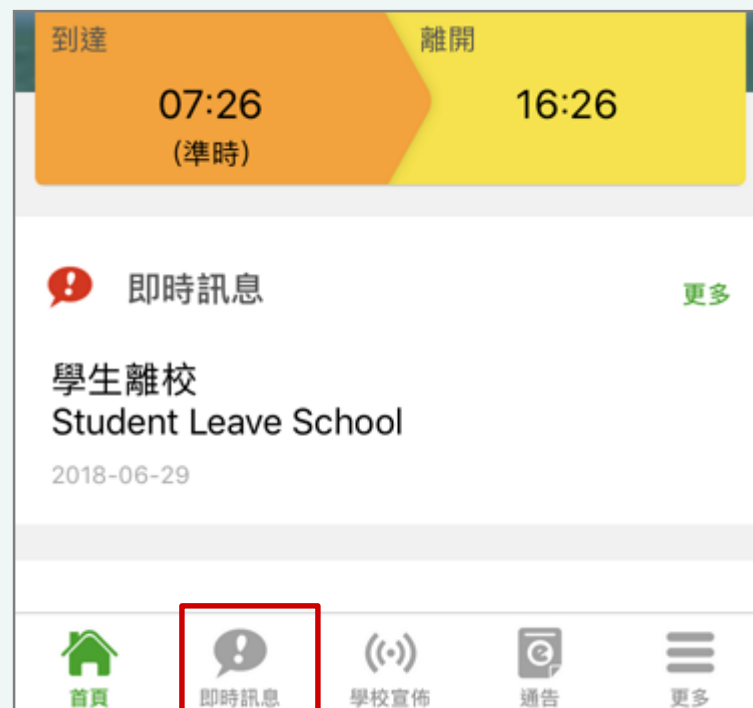 到達
離開
07:26
16:26
(準時)
即時訊息
更多
學生離校
Student Leave School
2018-06-29
首頁
即時訊息
學校宣佈
通告
更多